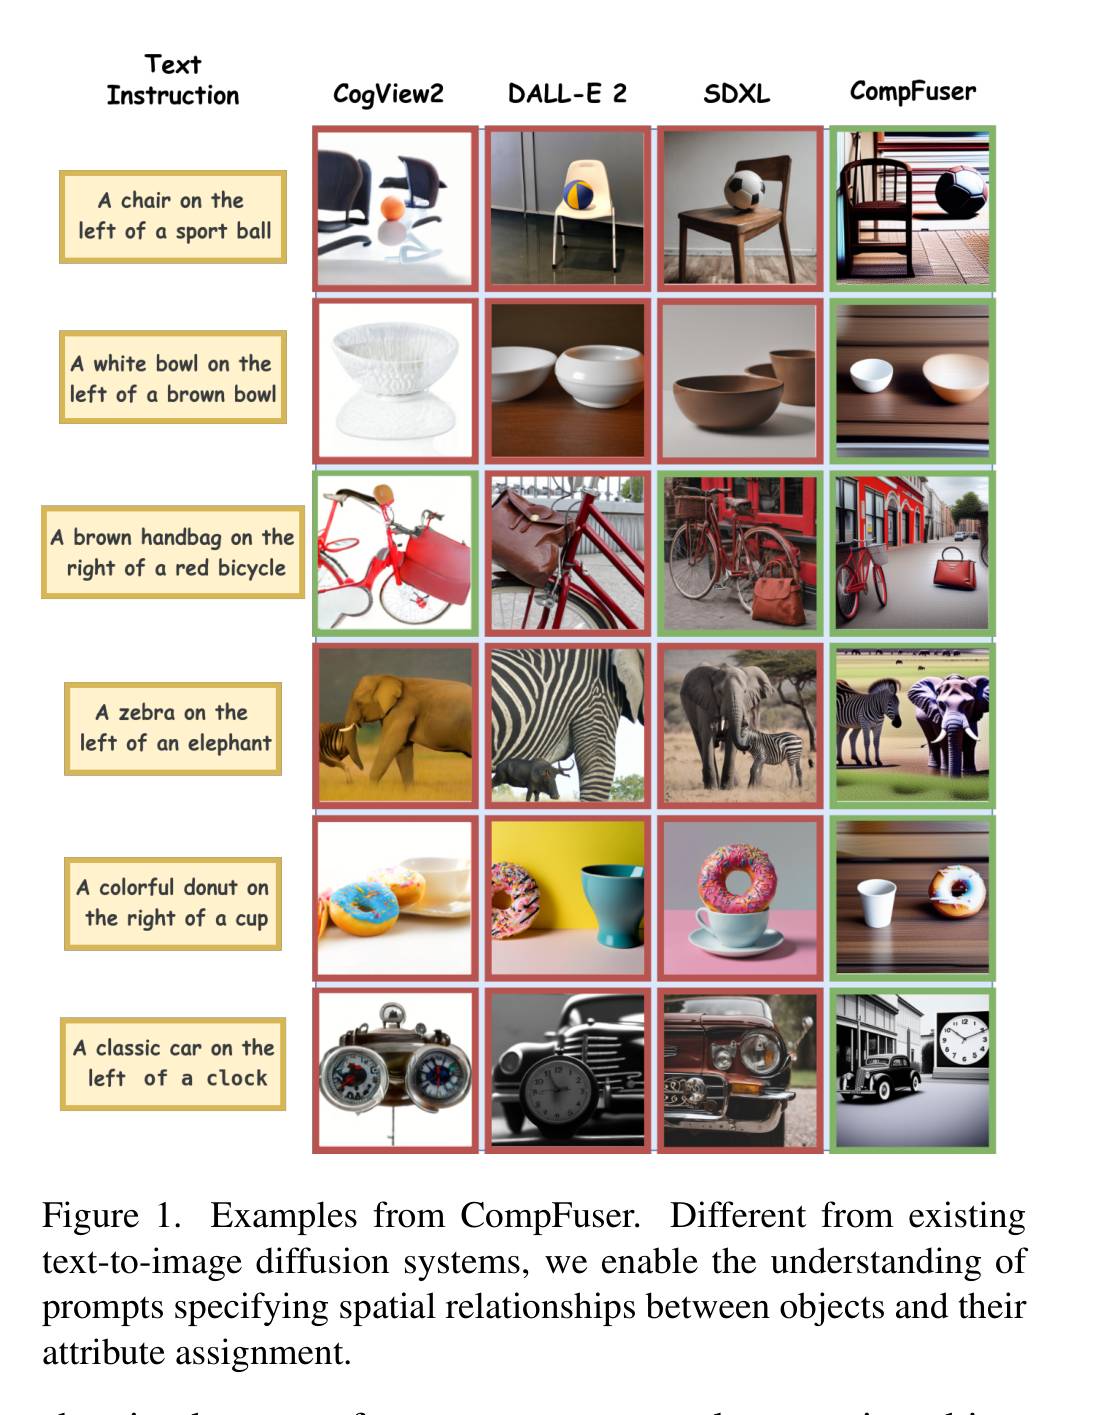 Text
Instruction
CogView2
DALL-E 2
SDXL
CompFuser
A chair on the
left of a sport ball
A white bowl on the
left of a brown bowl
A brown handbag on the
right of a red bicycle
A zebra on the
left of an elephant
A colorful donut on
the right of a cup
A classic car on the
left of a clock
Figure 1. Examples from CompFuser. Different from existing
text-to-image diffusion systems, we enable the understanding of
prompts specifying spatial relationships between objects and their
attribute assignment.